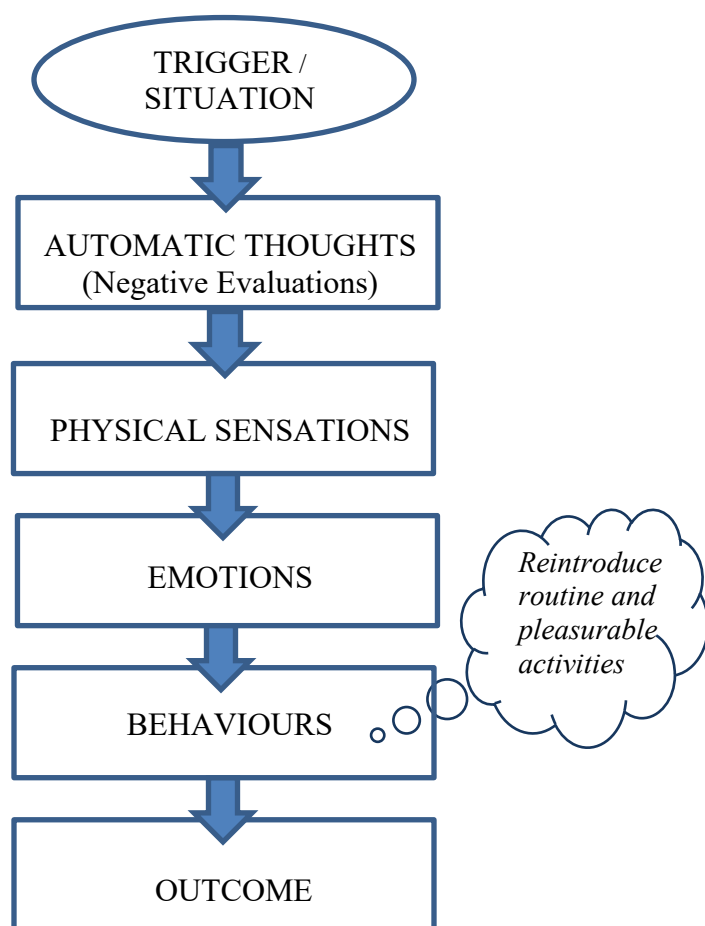 TRIGGER /
SITUATION
AUTOMATIC THOUGHTS
(Negative Evaluations)
PHYSICAL SENSATIONS
EMOTIONS
Reintroduce
routine and
pleasurable
activities
BEHAVIOURS
OUTCOME